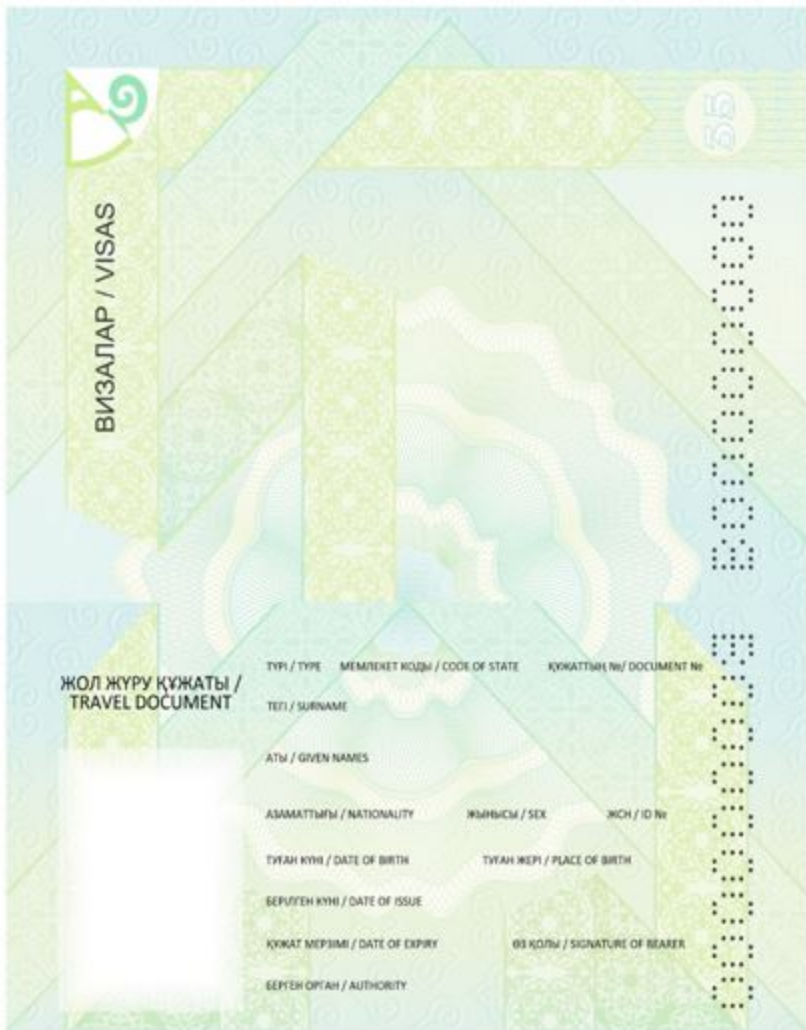 35
ВИЗАЛАР / VISAS
E00000000
ЖОЛ ЖҮРУ ҚҰЖАТЫ /
TRAVEL DOCUMENT
ТҮРІ / TYPE МЕМЛЕКЕТ КОДЫ / CODE OF STATE ҚҰЖАТТЫҢ №/ DOCUMENT №
ТЕГІ / SURNAME
АТЫ / GIVEN NAMES
АЗАМАТТЫҒЫ / NATIONALITY ЖЫНЫСЫ / SEX ЖСН / ID №
ТУҒАН КҮНІ / DATE OF BIRTH ТУҒАН ЖЕРІ / PLACE OF BIRTH
БЕРІЛГЕН КҮНІ / DATE OF ISSUE
ҚҰЖАТ МЕРЗІМІ / DATE OF EXPIRY ӨЗ ҚОЛЫ / SIGNATURE OF BEARER
БЕРГЕН ОРГАН / AUTHORITY